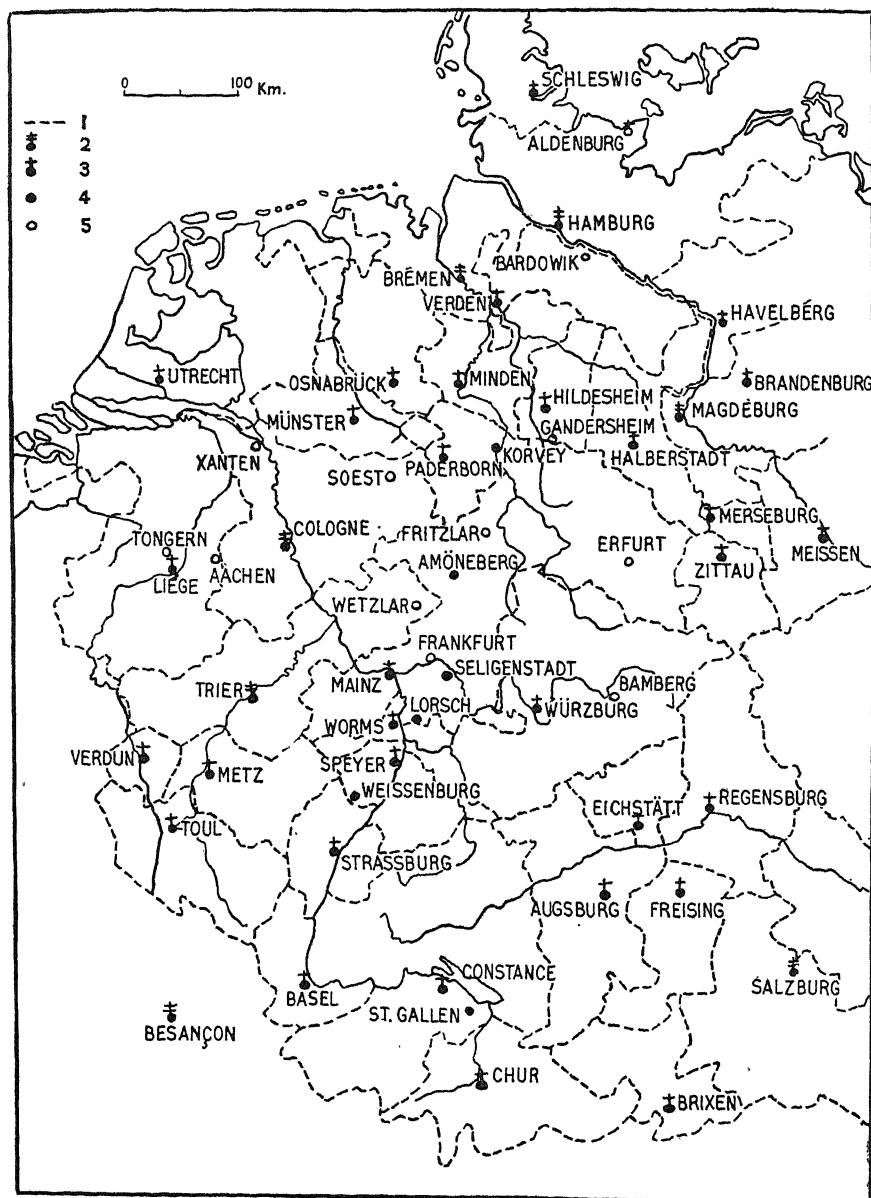 0 100 Km.
1
2
3
4
5
SCHLESWIG
ALDENBURG
HAMBURG
BARDOWIK
BRÉMEN
VERDEN
HAVELBÉRG
UTRECHT
OSNABRÜCK
MINDEN
BRANDENBURG
HILDESHEIM
MAGDÉBURG
MÜNSTER
GANDERSHEIM
XANTEN
KORVEY
HALBERSTADT
PADERBORN
SOEST
MERSEBURG
COLOGNE
FRITZLAR
TONGERN
ERFURT
MEISSEN
AACHEN
AMÖNEBERG
ZITTAU
LIEGE
WETZLAR
FRANKFURT
SELIGENSTADT
MAINZ
BAMBERG
TRIER
LORSCH
WÜRZBURG
WORMS
VERDUN
SPEYER
METZ
WEISSENBURG
EICHSTÄTT
REGENSBURG
TOUL
STRASSBURG
AUGSBURG
FREISING
CONSTANCE
SALZBURG
BASEL
ST. GALLEN
BESANÇON
CHUR
BRIXEN